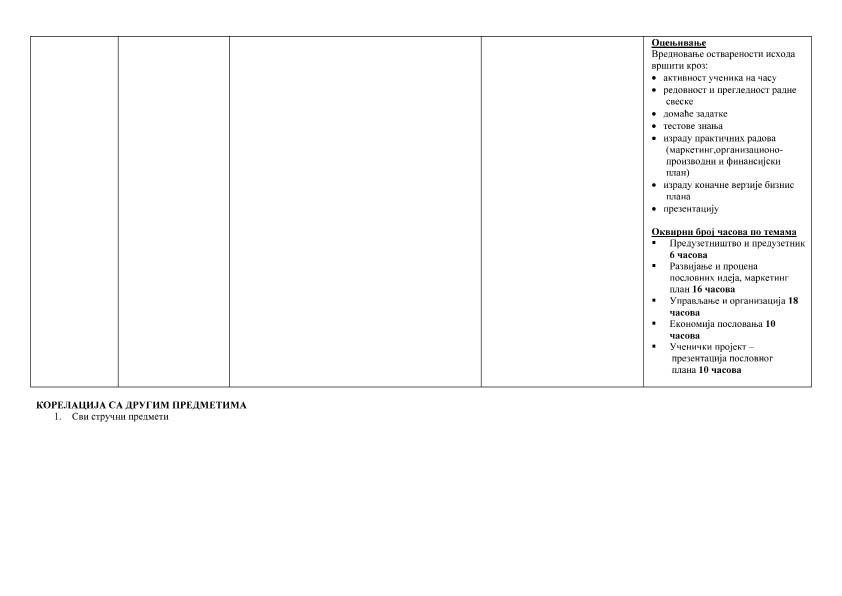 Оцењивање
Вредновање остварености исхода
вршити кроз:
• активност ученика на часу
• редовност и прегледност радне
свеске
• домаће задатке
• тестове знања
• израду практичних радова
(маркетинг,организационо-
производни и финансијски
план)
• израду коначне верзије бизнис
плана
• презентацију
Оквирни број часова по темама
▪ Предузетништво и предузетник
6 часова
▪ Развијање и процена
пословних идеја, маркетинг
план 16 часова
▪ Управљање и организација 18
часова
▪ Економија пословања 10
часова
▪ Ученички пројект –
презентација пословног
плана 10 часова
КОРЕЛАЦИЈА СА ДРУГИМ ПРЕДМЕТИМА
1. Сви стручни предмети